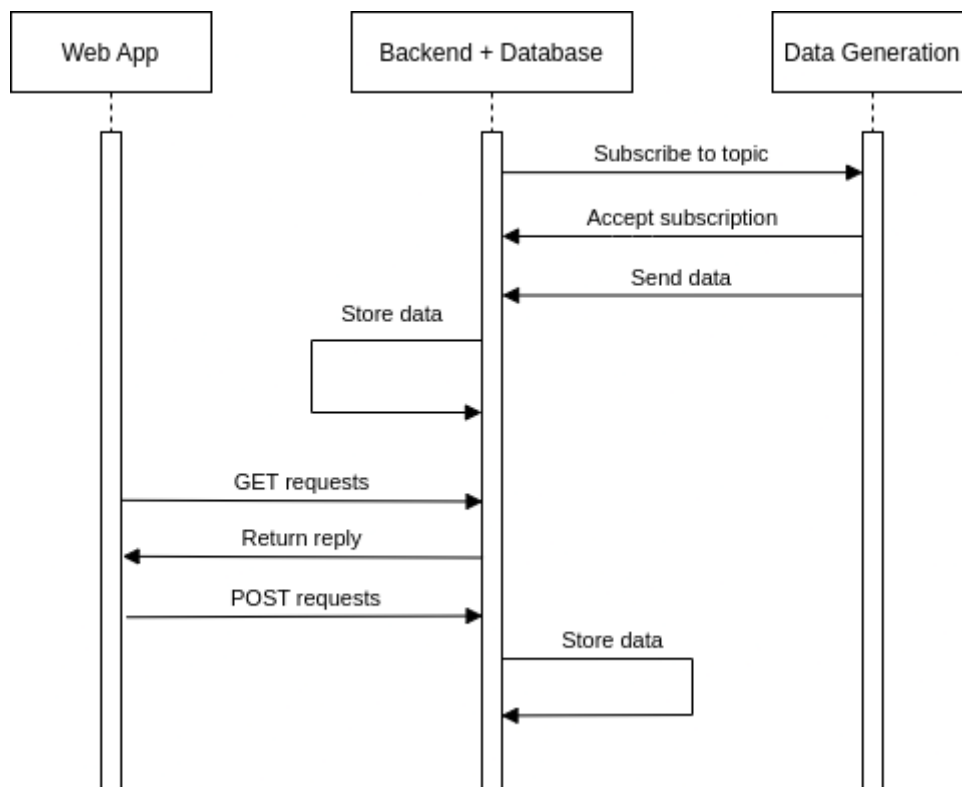 Web App
Backend + Database
Data Generation
Subscribe to topic
Accept subscription
Send data
Store data
GET requests
Return reply
POST requests
Store data